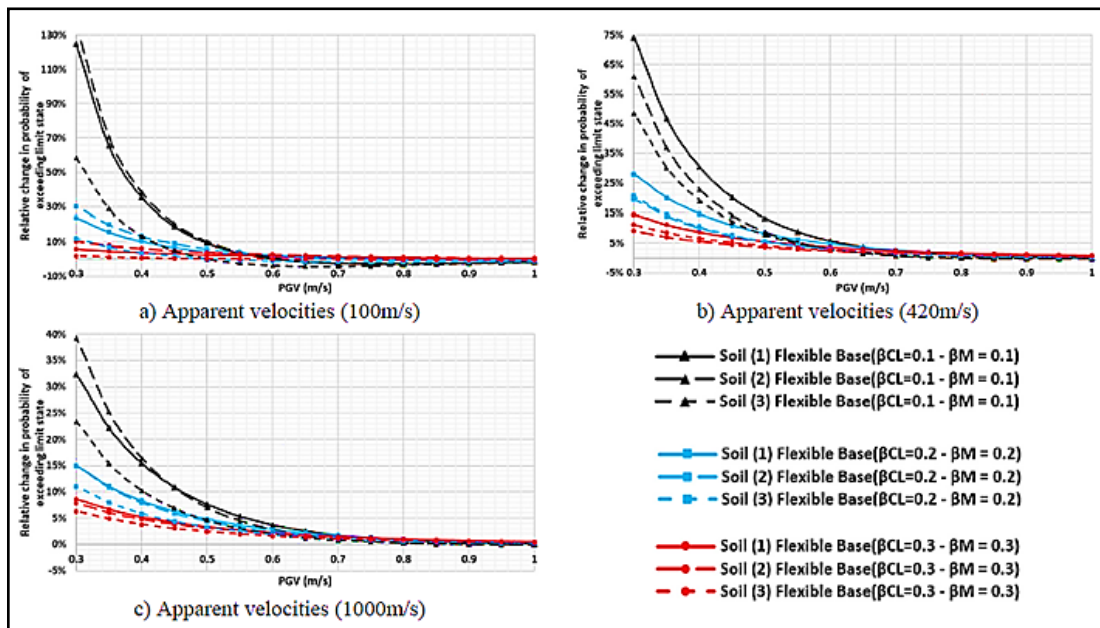 Relative change in probability of
exceeding limit state
130%
110%
90%
70%
50%
30%
10%
-10%
0.3 0.4 0.5 0.6 0.7 0.8 0.9 1
PGV (m/s)
a) Apparent velocities (100m/s)
Relative change in probability of
exceeding limit state
75%
65%
55%
45%
35%
25%
15%
5%
-5%
0.3 0.4 0.5 0.6 0.7 0.8 0.9 1
PGV (m/s)
b) Apparent velocities (420m/s)
Relative change in probability of
exceeding limit state
40%
35%
30%
25%
20%
15%
10%
5%
0%
-5%
0.3 0.4 0.5 0.6 0.7 0.8 0.9 1
PGV (m/s)
c) Apparent velocities (1000m/s)
Soil (1) Flexible Base(βCL=0.1 - βM = 0.1)
Soil (2) Flexible Base(βCL=0.1 - βM = 0.1)
Soil (3) Flexible Base(βCL=0.1 - βM = 0.1)
Soil (1) Flexible Base(βCL=0.2 - βM = 0.2)
Soil (2) Flexible Base(βCL=0.2 - βM = 0.2)
Soil (3) Flexible Base(βCL=0.2 - βM = 0.2)
Soil (1) Flexible Base(βCL=0.3 - βM = 0.3)
Soil (2) Flexible Base(βCL=0.3 - βM = 0.3)
Soil (3) Flexible Base(βCL=0.3 - βM = 0.3)